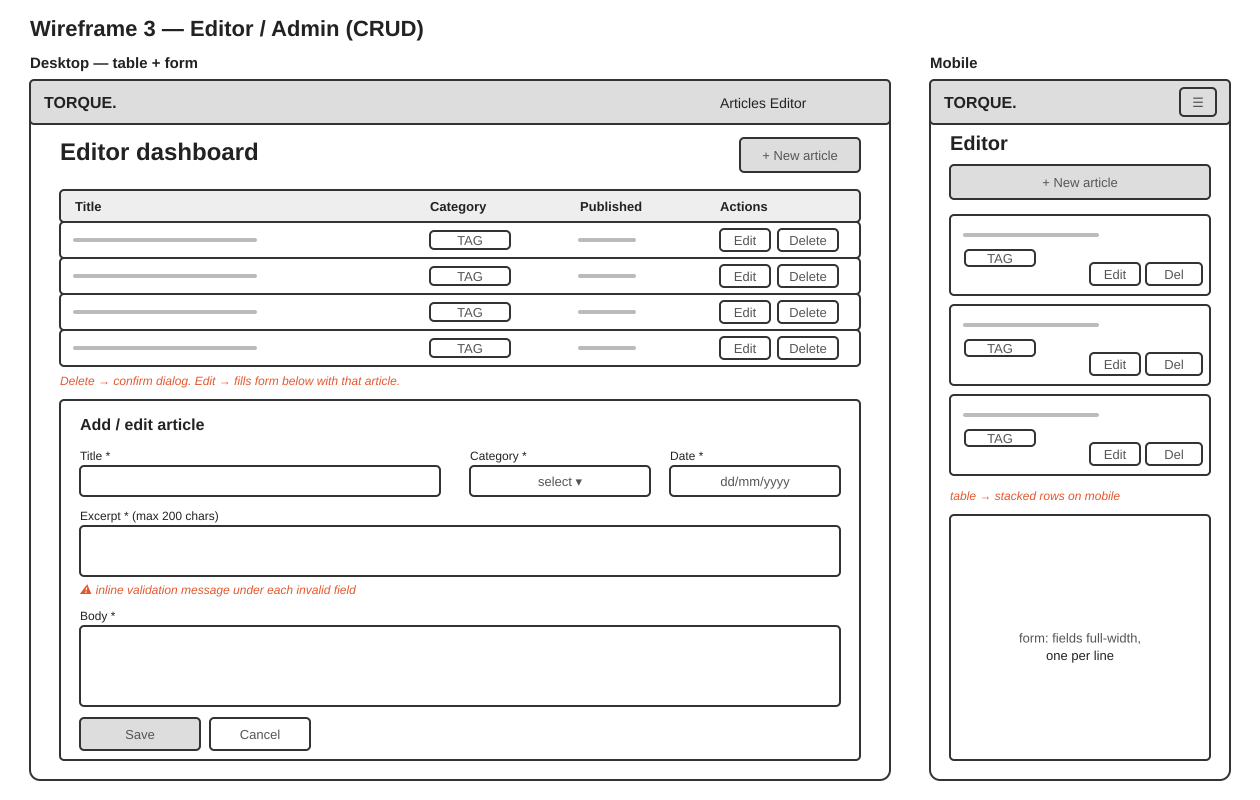 Wireframe 3 — Editor / Admin (CRUD)
Desktop — table + form
TORQUE.
Articles Editor
Editor dashboard
+ New article
Title Category Published Actions
TAG Edit Delete
TAG Edit Delete
TAG Edit Delete
TAG Edit Delete
Delete → confirm dialog. Edit → fills form below with that article.
Add / edit article
Title * Category * Date *
select ▾ dd/mm/yyyy
Excerpt * (max 200 chars)
⚠ inline validation message under each invalid field
Body *
Save Cancel
Mobile
TORQUE. ☰
Editor
+ New article
TAG
Edit Del
TAG
Edit Del
TAG
Edit Del
table → stacked rows on mobile
form: fields full-width,
one per line